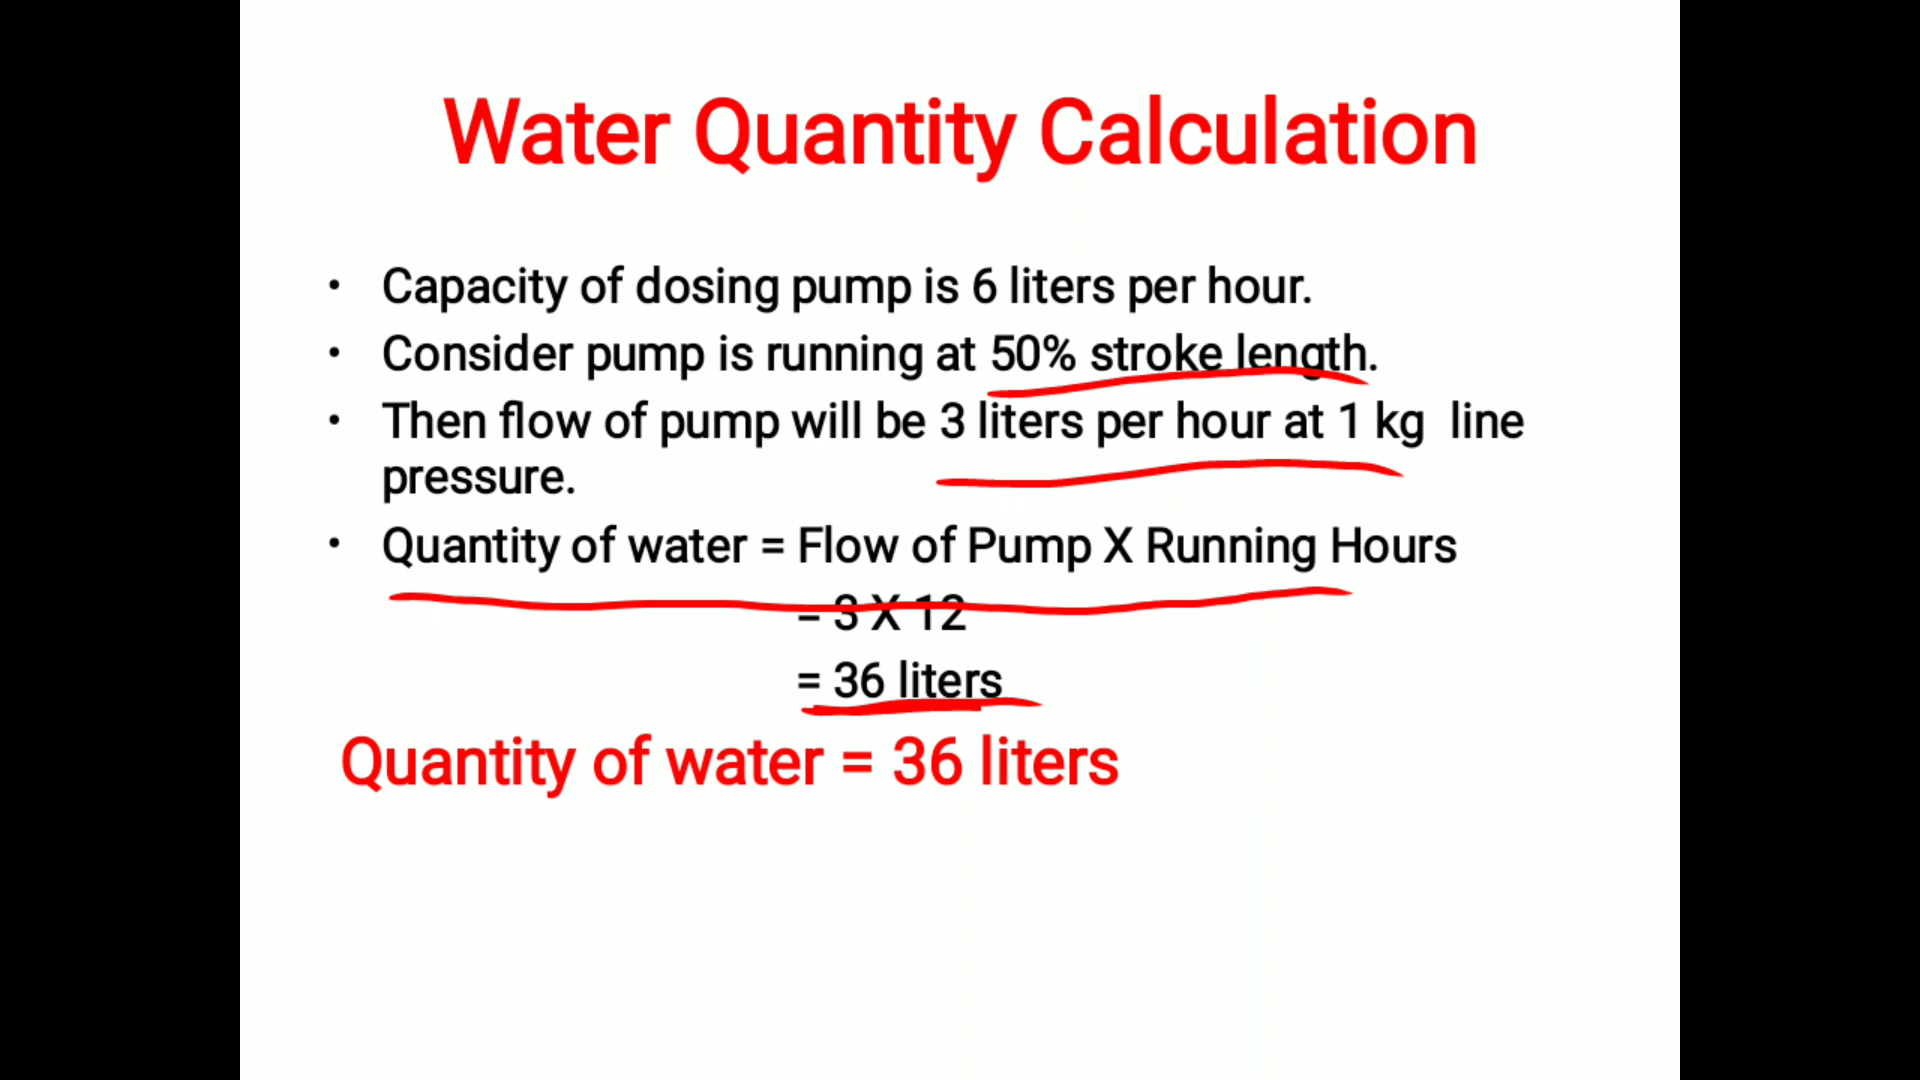 Water Quantity Calculation
• Capacity of dosing pump is 6 liters per hour.
• Consider pump is running at 50% stroke length.
• Then flow of pump will be 3 liters per hour at 1 kg line
pressure.
• Quantity of water = Flow of Pump X Running Hours
= 3 X 12
= 36 liters
Quantity of water = 36 liters